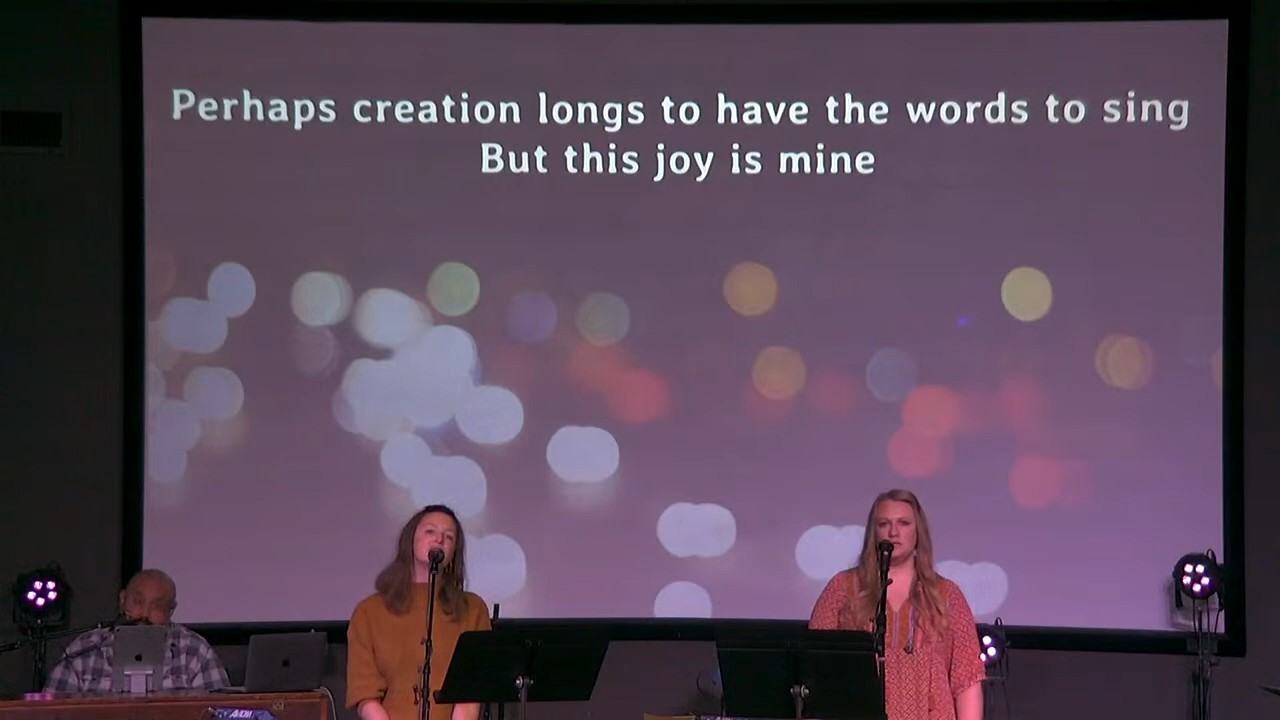 Perhaps creation longs to have the words to sing
But this joy is mine